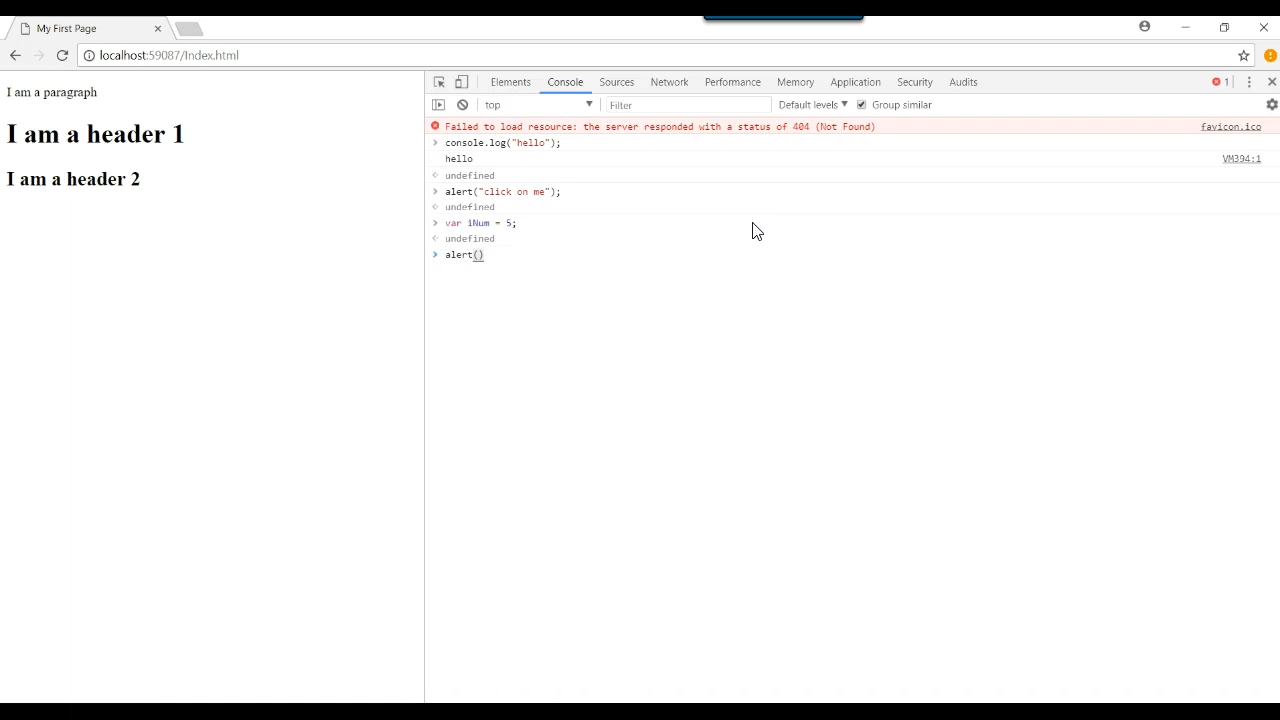 My First Page
localhost:59087/Index.html
I am a paragraph
I am a header 1
I am a header 2
Elements Console Sources Network Performance Memory Application Security Audits 1
top Filter Default levels Group similar
Failed to load resource: the server responded with a status of 404 (Not Found) favicon.ico
console.log("hello");
hello VM394:1
undefined
alert("click on me");
undefined
var iNum = 5;
undefined
alert()